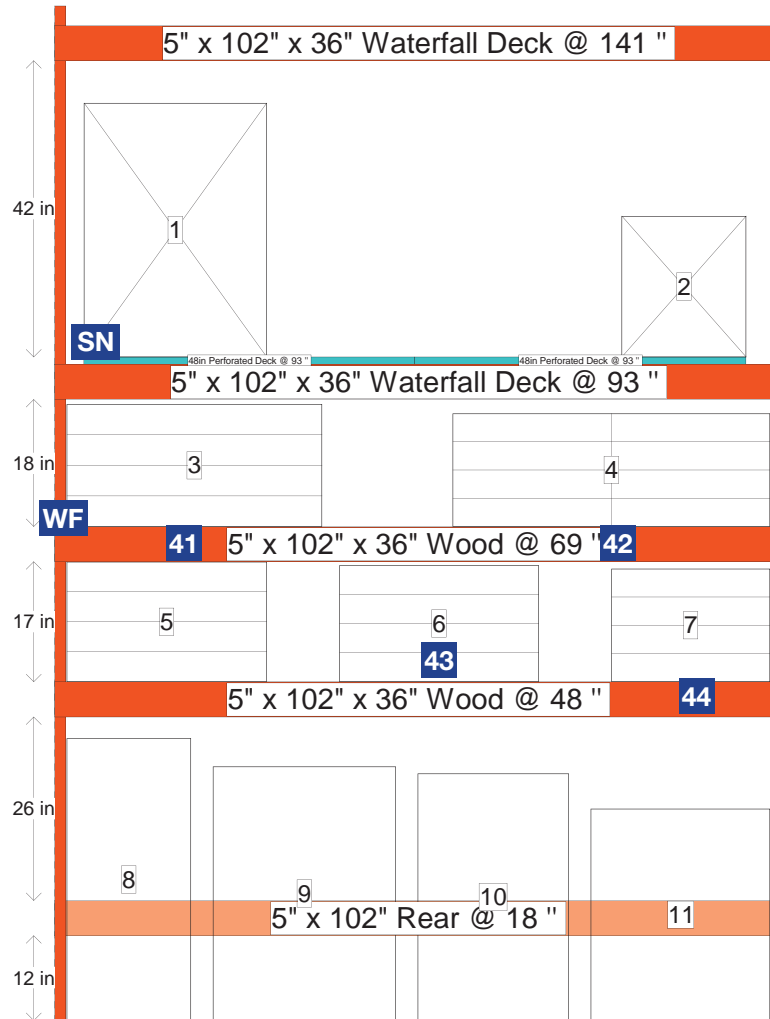 5" x 102" x 36" Waterfall Deck @ 141 "
42 in
1
2
SN
48in Perforated Deck @ 93 " 48in Perforated Deck @ 93 "
5" x 102" x 36" Waterfall Deck @ 93 "
18 in
3
4
WF
41 5" x 102" x 36" Wood @ 69 " 42
17 in
5
6
7
43
5" x 102" x 36" Wood @ 48 " 44
26 in
8
9
10
11
5" x 102" Rear @ 18 "
12 in